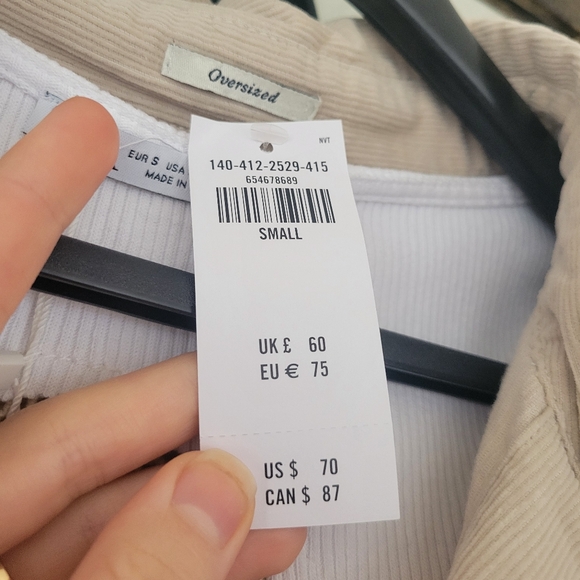 Oversized
EUR S USA
MADE IN
NVT
140-412-2529-415
654678689
SMALL
UK £ 60
EU € 75
US $ 70
CAN $ 87